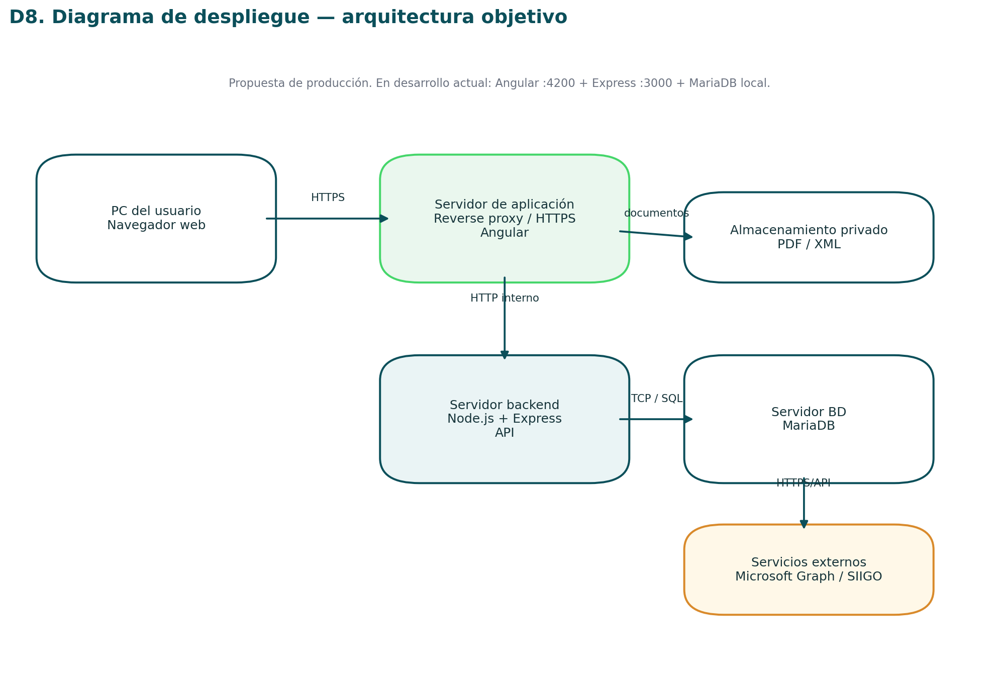 D8. Diagrama de despliegue — arquitectura objetivo
Propuesta de producción. En desarrollo actual: Angular :4200 + Express :3000 + MariaDB local.
PC del usuario
Navegador web
HTTPS
Servidor de aplicación
Reverse proxy / HTTPS
Angular
documentos
Almacenamiento privado
PDF / XML
HTTP interno
Servidor backend
Node.js + Express
API
TCP / SQL
Servidor BD
MariaDB
HTTPS/API
Servicios externos
Microsoft Graph / SIIGO